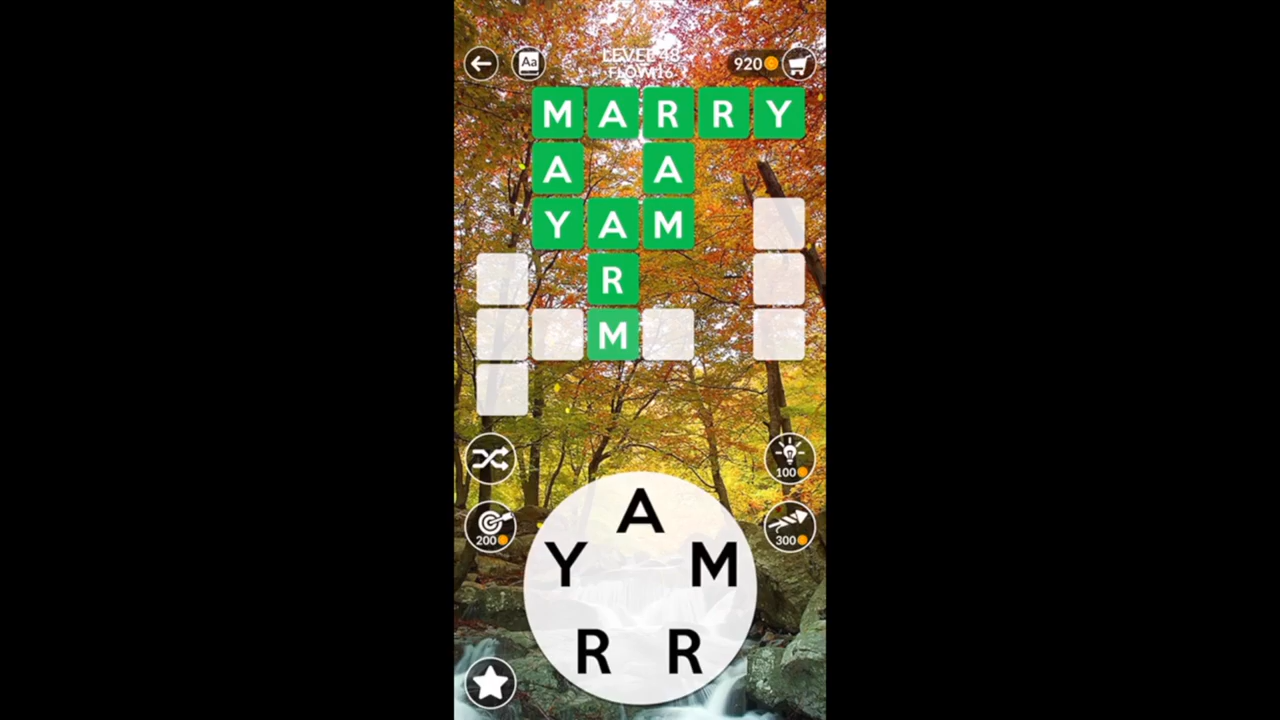 LEVEL 48
FLOW 16
Aa
920
MARRY
A A
YAM
R
M
100
200
300
A
Y M
R R